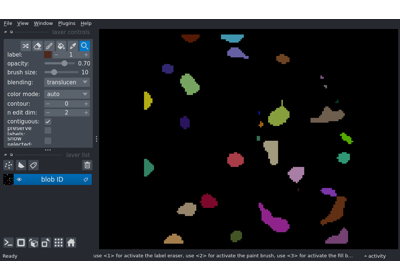 File View Window Plugins Help
layer controls
label: 1
opacity: 0.70
brush size: 10
blending: translucen
color mode: auto
contour: 0
n edit dim: 2
contiguous:
preserve labels:
show selected:
layer list
blob ID
Ready
use <1> for activate the label eraser, use <2> for activate the paint brush, use <3> for activate the fill b...
activity